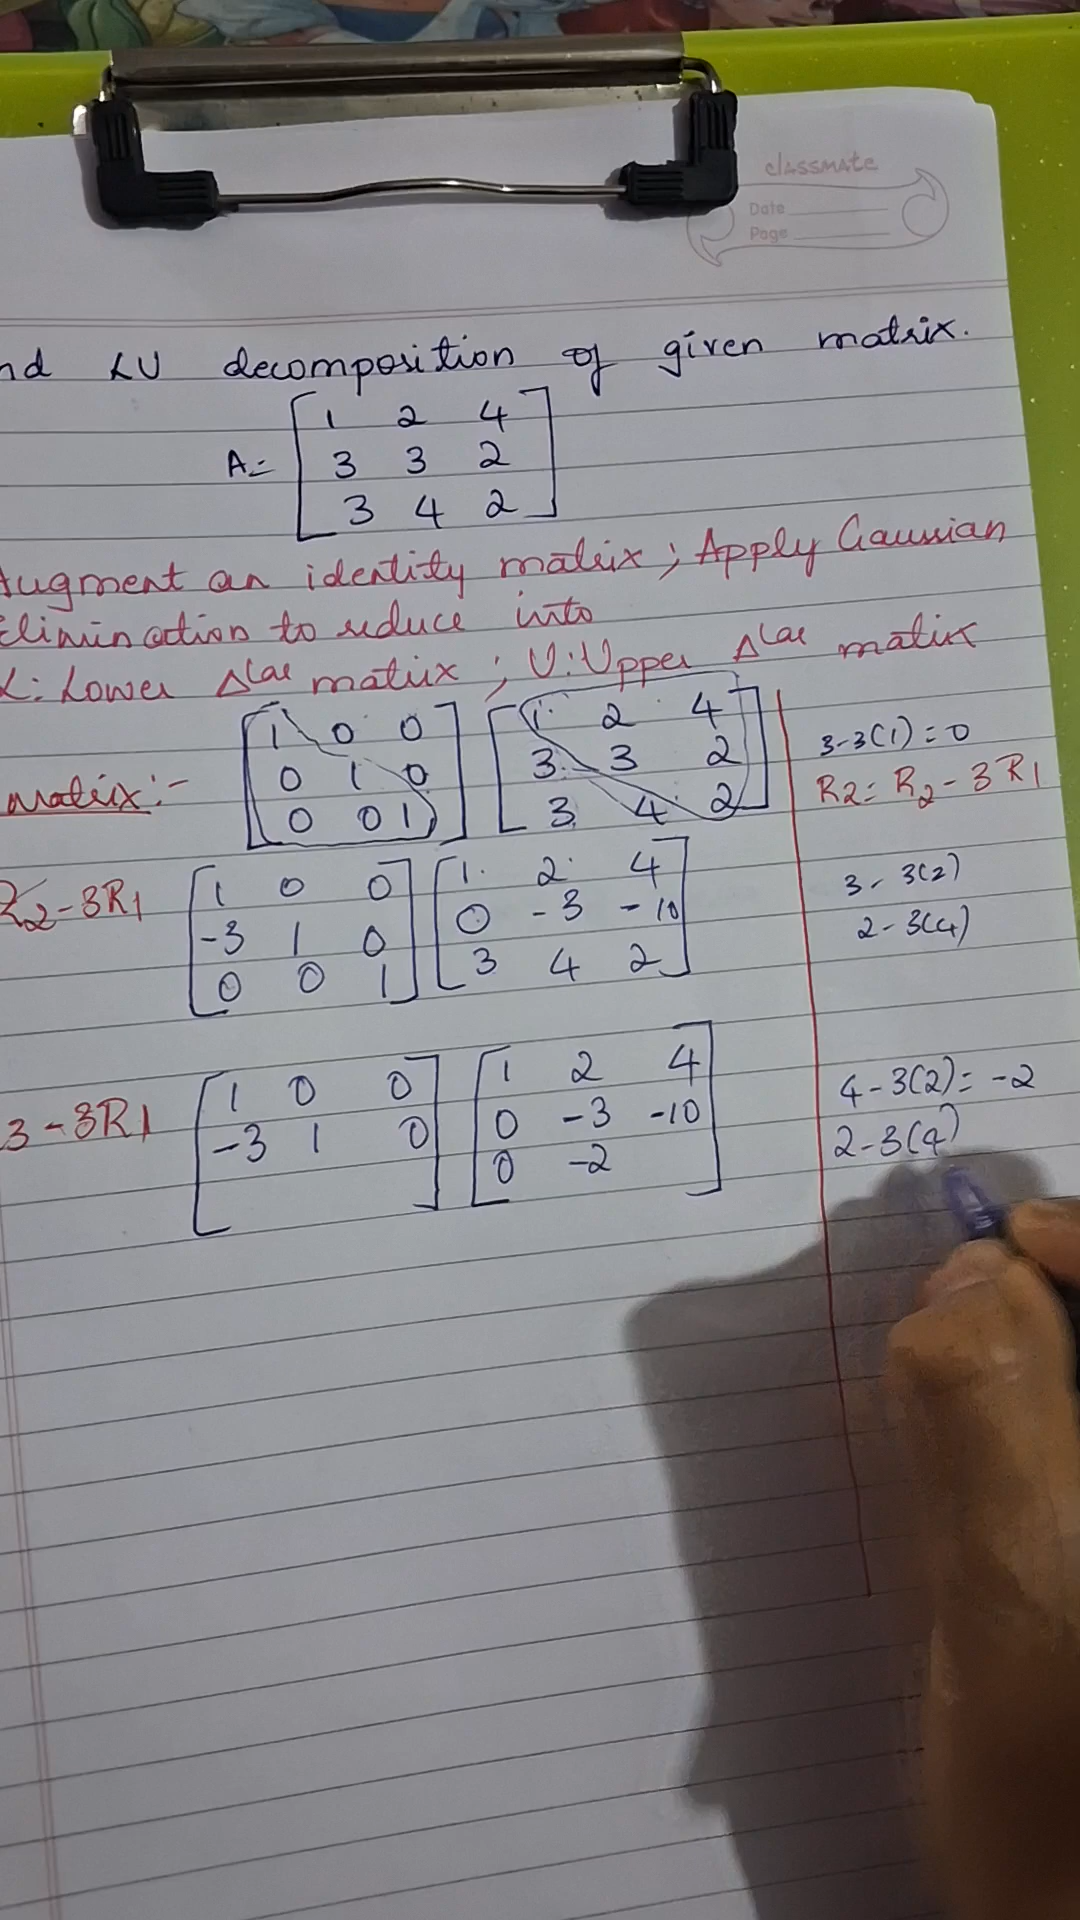 classmate
Date
Page
nd LU decomposition of given matrix.
A = [1 2 4
3 3 2
3 4 2]
Augment an identity matrix; Apply Gaussian
Elimination to reduce into
L: Lower Δlar matrix ; U: Upper Δlar matix
matrix:- [1 0 0 [1 2 4
0 1 0 3 3 2
0 0 1] 3 4 2]
3-3(1) = 0
R2 = R2 - 3R1
R2-3R1 [1 0 0 [1 2 4
-3 1 0 0 -3 -10
0 0 1] 3 4 2]
3 - 3(2)
2 - 3(4)
3 - 3R1 [1 0 0 [1 2 4
-3 1 0] 0 -3 -10
0 -2 ]
4 - 3(2) = -2
2 - 3(4)